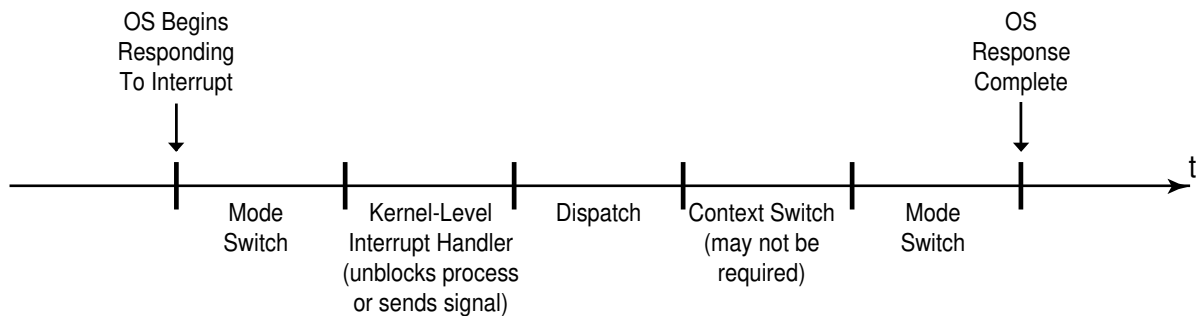 OS Begins
Responding
To Interrupt
OS
Response
Complete
t
Mode
Switch
Kernel-Level
Interrupt Handler
(unblocks process
or sends signal)
Dispatch
Context Switch
(may not be
required)
Mode
Switch